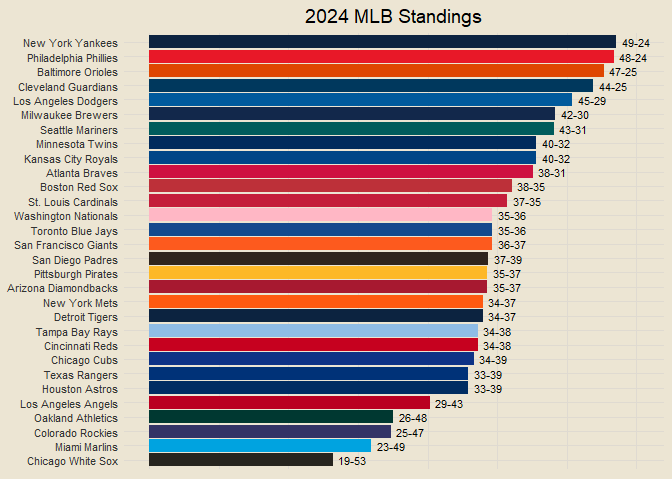 2024 MLB Standings
New York Yankees 49-24
Philadelphia Phillies 48-24
Baltimore Orioles 47-25
Cleveland Guardians 44-25
Los Angeles Dodgers 45-29
Milwaukee Brewers 42-30
Seattle Mariners 43-31
Minnesota Twins 40-32
Kansas City Royals 40-32
Atlanta Braves 38-31
Boston Red Sox 38-35
St. Louis Cardinals 37-35
Washington Nationals 35-36
Toronto Blue Jays 35-36
San Francisco Giants 36-37
San Diego Padres 37-39
Pittsburgh Pirates 35-37
Arizona Diamondbacks 35-37
New York Mets 34-37
Detroit Tigers 34-37
Tampa Bay Rays 34-38
Cincinnati Reds 34-38
Chicago Cubs 34-39
Texas Rangers 33-39
Houston Astros 33-39
Los Angeles Angels 29-43
Oakland Athletics 26-48
Colorado Rockies 25-47
Miami Marlins 23-49
Chicago White Sox 19-53